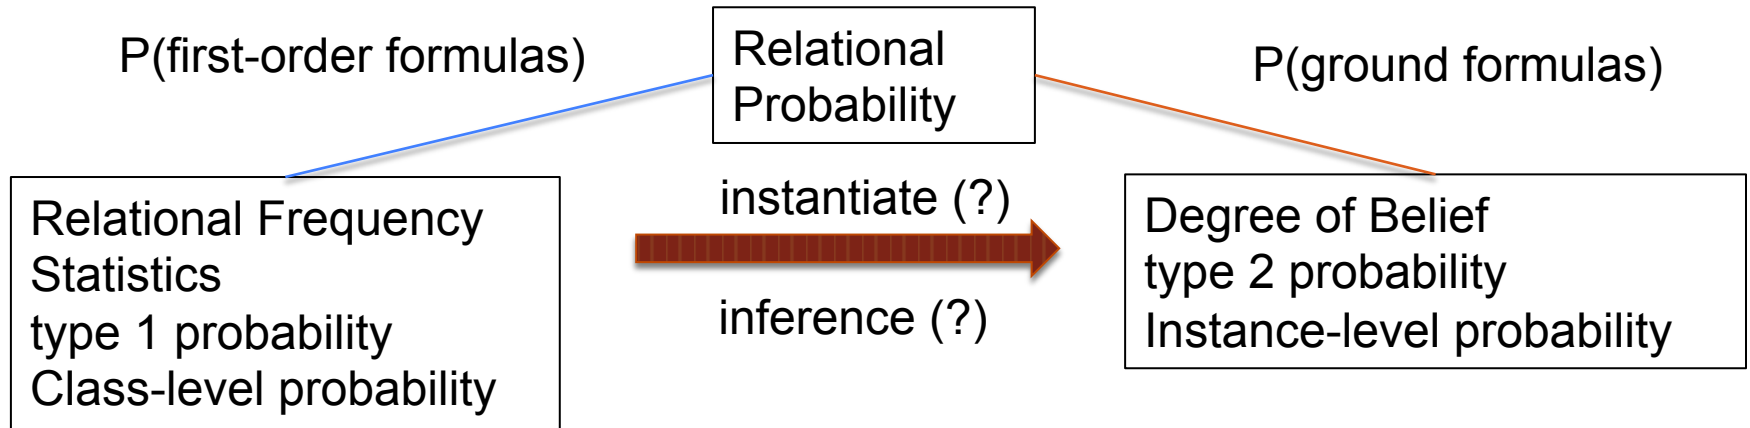 P(first-order formulas)
Relational
Probability
P(ground formulas)
Relational Frequency
Statistics
type 1 probability
Class-level probability
instantiate (?)
inference (?)
Degree of Belief
type 2 probability
Instance-level probability